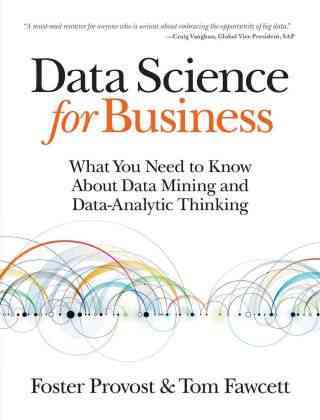 "A must-read resource for anyone who is serious about embracing the opportunity of big data."
—Craig Vaughan, Global Vice President, SAP
Data Science
for Business
What You Need to Know
About Data Mining and
Data-Analytic Thinking
Foster Provost & Tom Fawcett